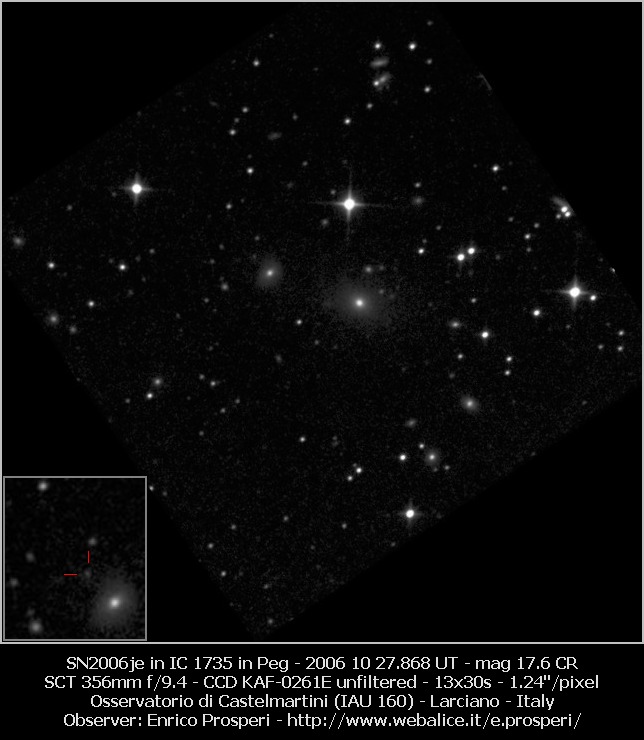 SN2006je in IC 1735 in Peg - 2006 10 27.868 UT - mag 17.6 CR
SCT 356mm f/9.4 - CCD KAF-0261E unfiltered - 13x30s - 1.24"/pixel
Osservatorio di Castelmartini (IAU 160) - Larciano - Italy
Observer: Enrico Prosperi - http://www.webalice.it/e.prosperi/